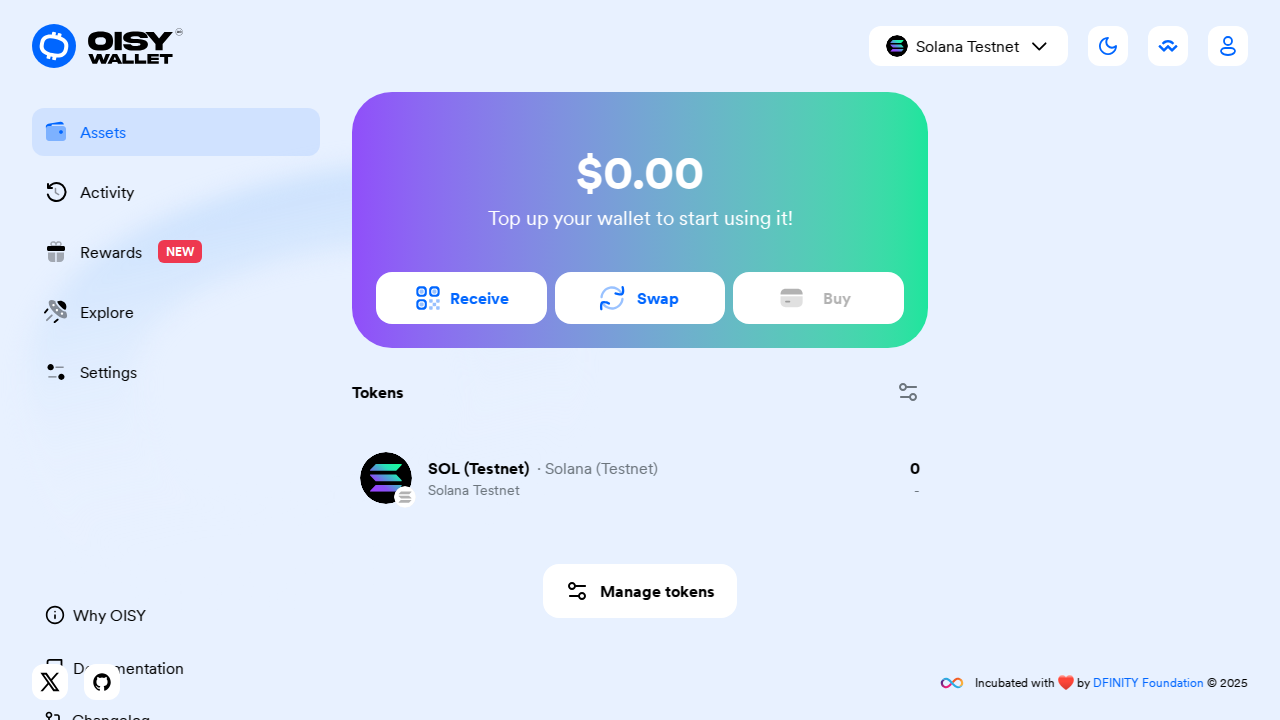 OISY
WALLET
Solana Testnet
Assets
Activity
Rewards NEW
Explore
Settings
$0.00
Top up your wallet to start using it!
Receive
Swap
Buy
Tokens
SOL (Testnet) · Solana (Testnet)
0
Solana Testnet
-
Manage tokens
Why OISY
Documentation
Changelog
Incubated with ❤️ by DFINITY Foundation © 2025